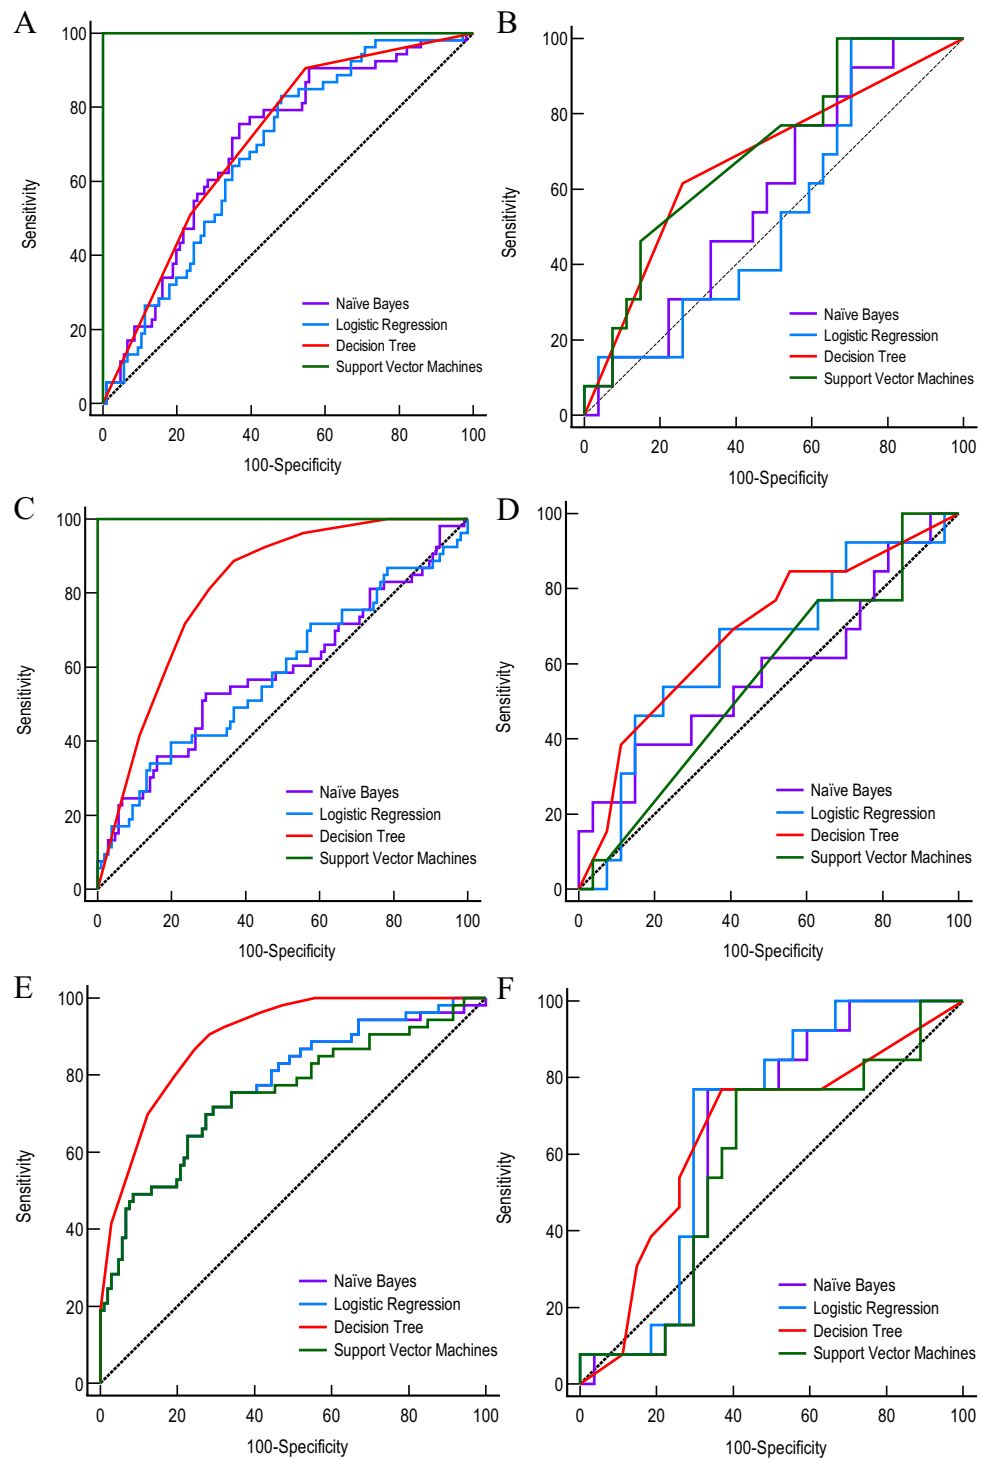 A
100
80
60
40
20
0
Sensitivity
Naïve Bayes
Logistic Regression
Decision Tree
Support Vector Machines
0 20 40 60 80 100
100-Specificity
B
100
80
60
40
20
0
Sensitivity
Naïve Bayes
Logistic Regression
Decision Tree
Support Vector Machines
0 20 40 60 80 100
100-Specificity
C
100
80
60
40
20
0
Sensitivity
Naïve Bayes
Logistic Regression
Decision Tree
Support Vector Machines
0 20 40 60 80 100
100-Specificity
D
100
80
60
40
20
0
Sensitivity
Naïve Bayes
Logistic Regression
Decision Tree
Support Vector Machines
0 20 40 60 80 100
100-Specificity
E
100
80
60
40
20
0
Sensitivity
Naïve Bayes
Logistic Regression
Decision Tree
Support Vector Machines
0 20 40 60 80 100
100-Specificity
F
100
80
60
40
20
0
Sensitivity
Naïve Bayes
Logistic Regression
Decision Tree
Support Vector Machines
0 20 40 60 80 100
100-Specificity